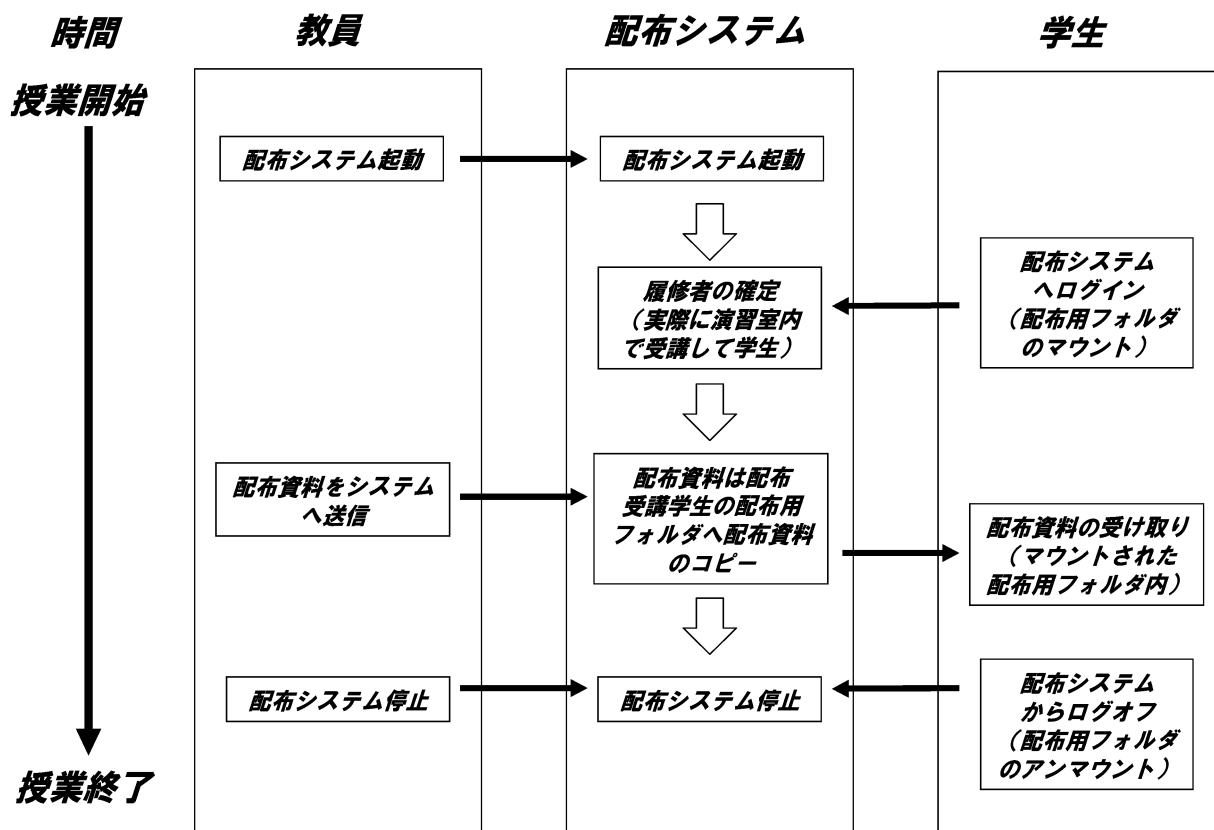 時間
教員
配布システム
学生
授業開始
配布システム起動
配布システム起動
配布システム
へログイン
（配布用フォルダ
のマウント）
履修者の確定
（実際に演習室内
で受講して学生）
配布資料をシステム
へ送信
配布資料は配布
受講学生の配布用
フォルダへ配布資料
のコピー
配布資料の受け取り
（マウントされた
配布用フォルダ内）
配布システム停止
配布システム停止
配布システム
からログオフ
（配布用フォルダ
のアンマウント）
授業終了